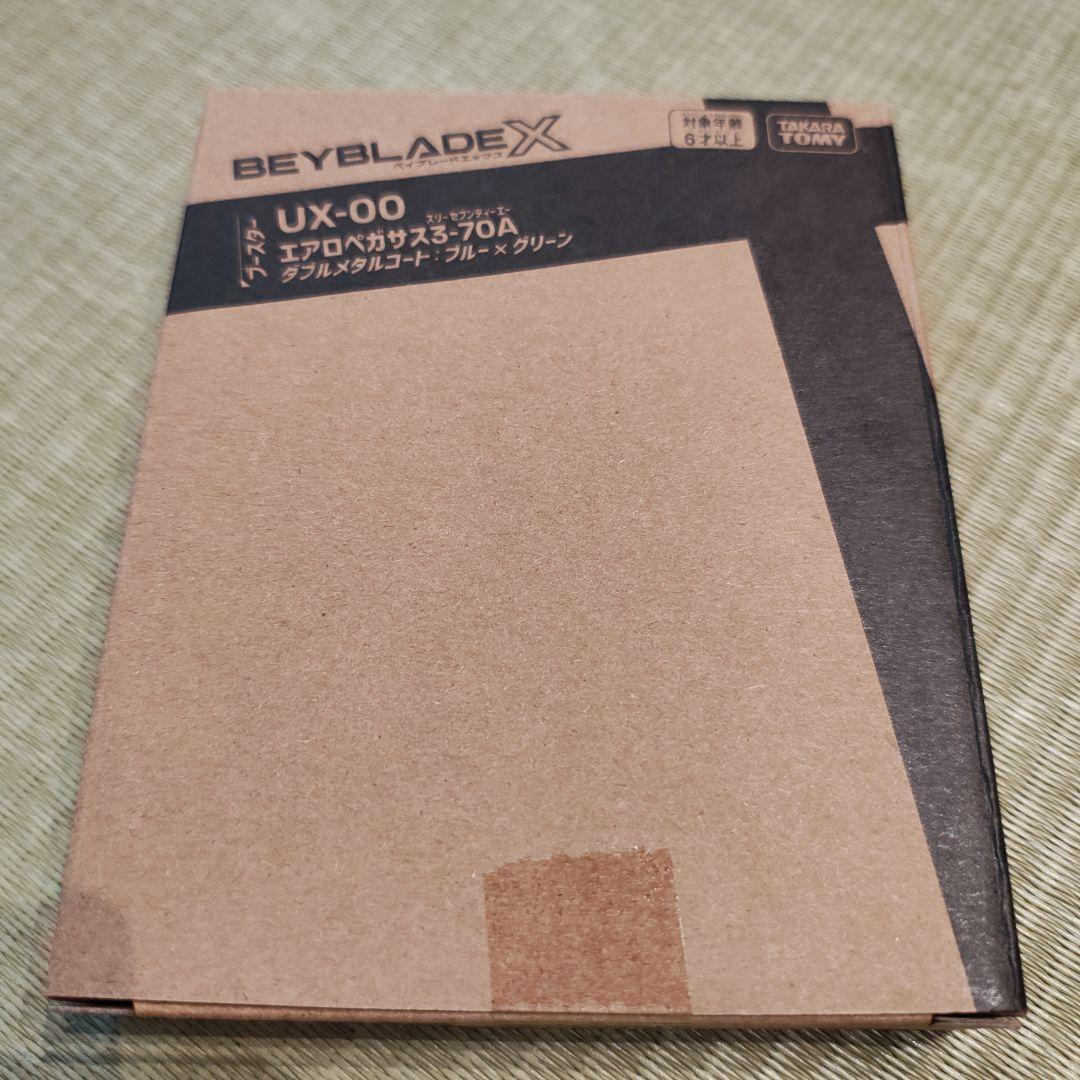 BEYBLADE X
ベイブレードエックス
対象年齢
6才以上
TAKARA
TOMY
ブースター
UX-00
スリーセブンティーエー
エアロペガサス3-70A
ダブルメタルコート：ブルー×グリーン